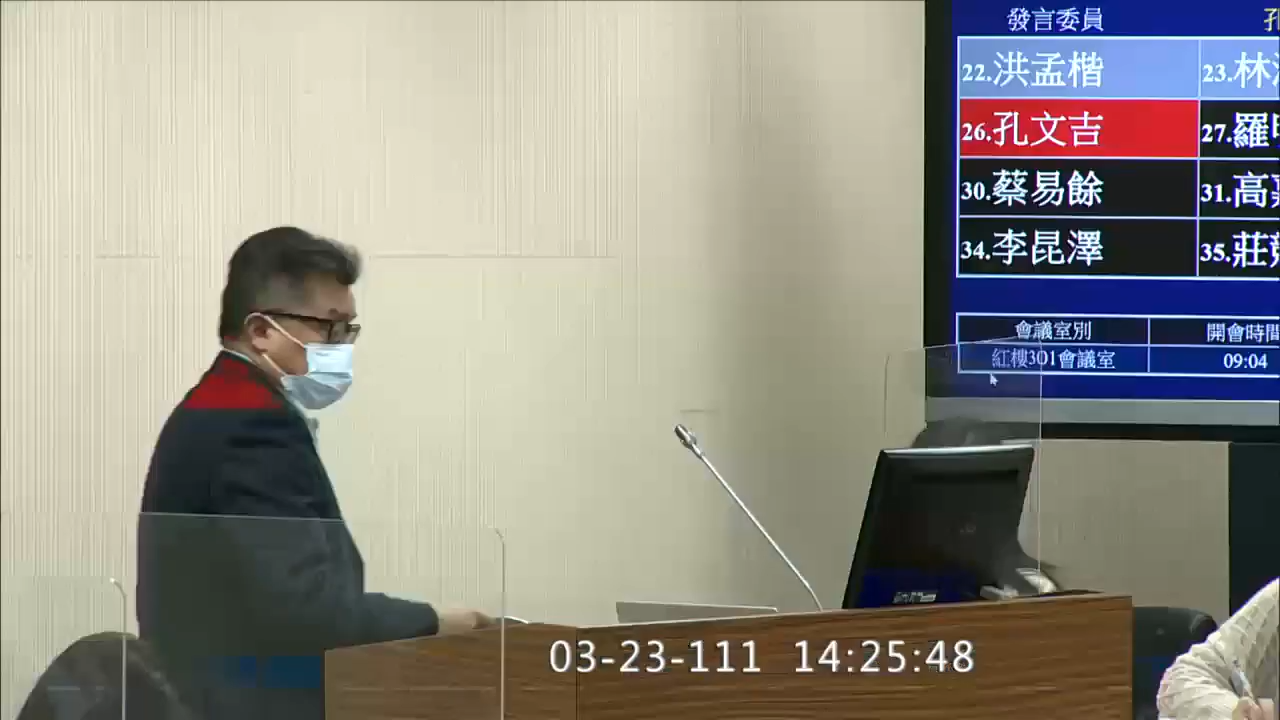 發言委員
22.洪孟楷 23.林
26.孔文吉 27.羅
30.蔡易餘 31.高
34.李昆澤 35.莊
會議室別 開會時間
紅樓301會議室 09:04
03-23-111 14:25:48